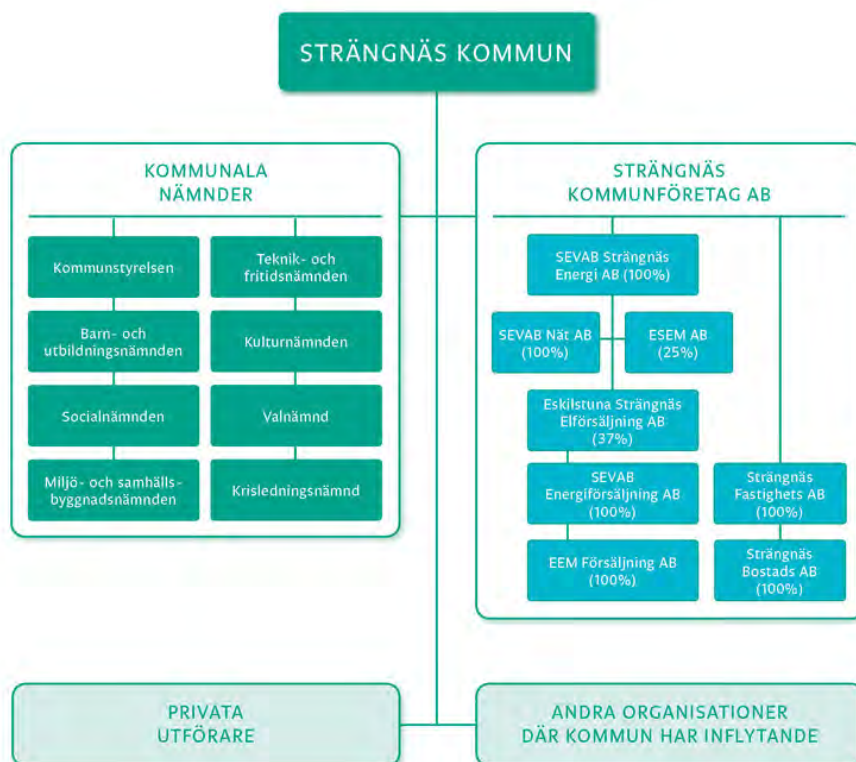 STRÄNGNÄS KOMMUN
KOMMUNALA
NÄMNDER
Kommunstyrelsen
Barn- och
utbildningsnämnden
Socialnämnden
Miljö- och samhälls-
byggnadsnämnden
Teknik- och
fritidsnämnden
Kulturnämnden
Valnämnd
Krisledningsnämnd
STRÄNGNÄS
KOMMUNFÖRETAG AB
SEVAB Strängnäs
Energi AB (100%)
SEVAB Nät AB
(100%)
ESEM AB
(25%)
Eskilstuna Strängnäs
Elförsäljning AB
(37%)
SEVAB
Energiförsäljning AB
(100%)
EEM Försäljning AB
(100%)
Strängnäs
Fastighets AB
(100%)
Strängnäs
Bostads AB
(100%)
PRIVATA
UTFÖRARE
ANDRA ORGANISATIONER
DÄR KOMMUN HAR INFLYTANDE